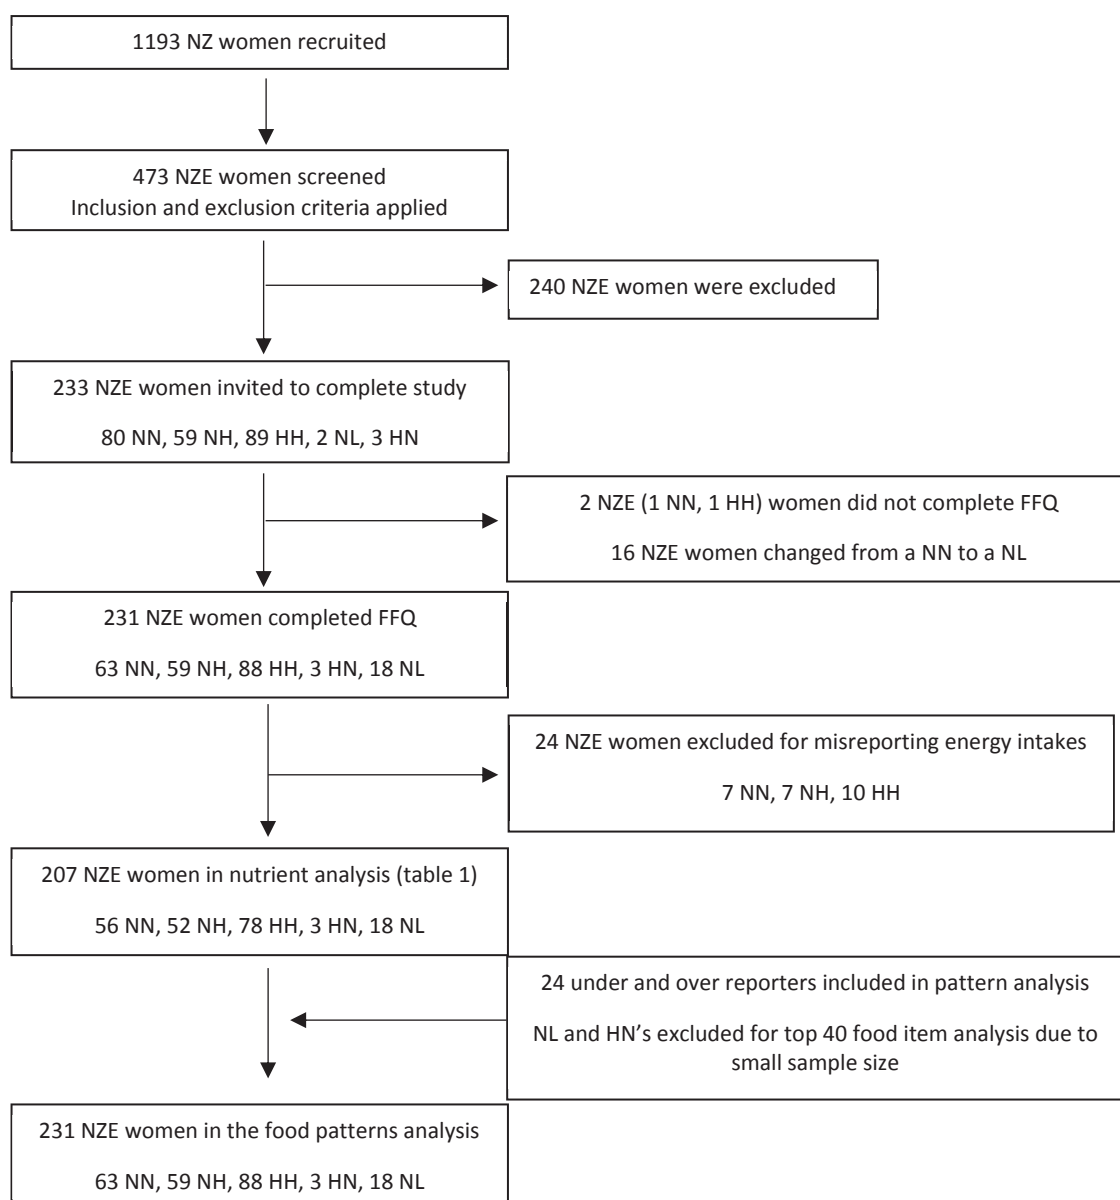 1193 NZ women recruited
473 NZE women screened
Inclusion and exclusion criteria applied
240 NZE women were excluded
233 NZE women invited to complete study
80 NN, 59 NH, 89 HH, 2 NL, 3 HN
2 NZE (1 NN, 1 HH) women did not complete FFQ
16 NZE women changed from a NN to a NL
231 NZE women completed FFQ
63 NN, 59 NH, 88 HH, 3 HN, 18 NL
24 NZE women excluded for misreporting energy intakes
7 NN, 7 NH, 10 HH
207 NZE women in nutrient analysis (table 1)
56 NN, 52 NH, 78 HH, 3 HN, 18 NL
24 under and over reporters included in pattern analysis
NL and HN's excluded for top 40 food item analysis due to
small sample size
231 NZE women in the food patterns analysis
63 NN, 59 NH, 88 HH, 3 HN, 18 NL